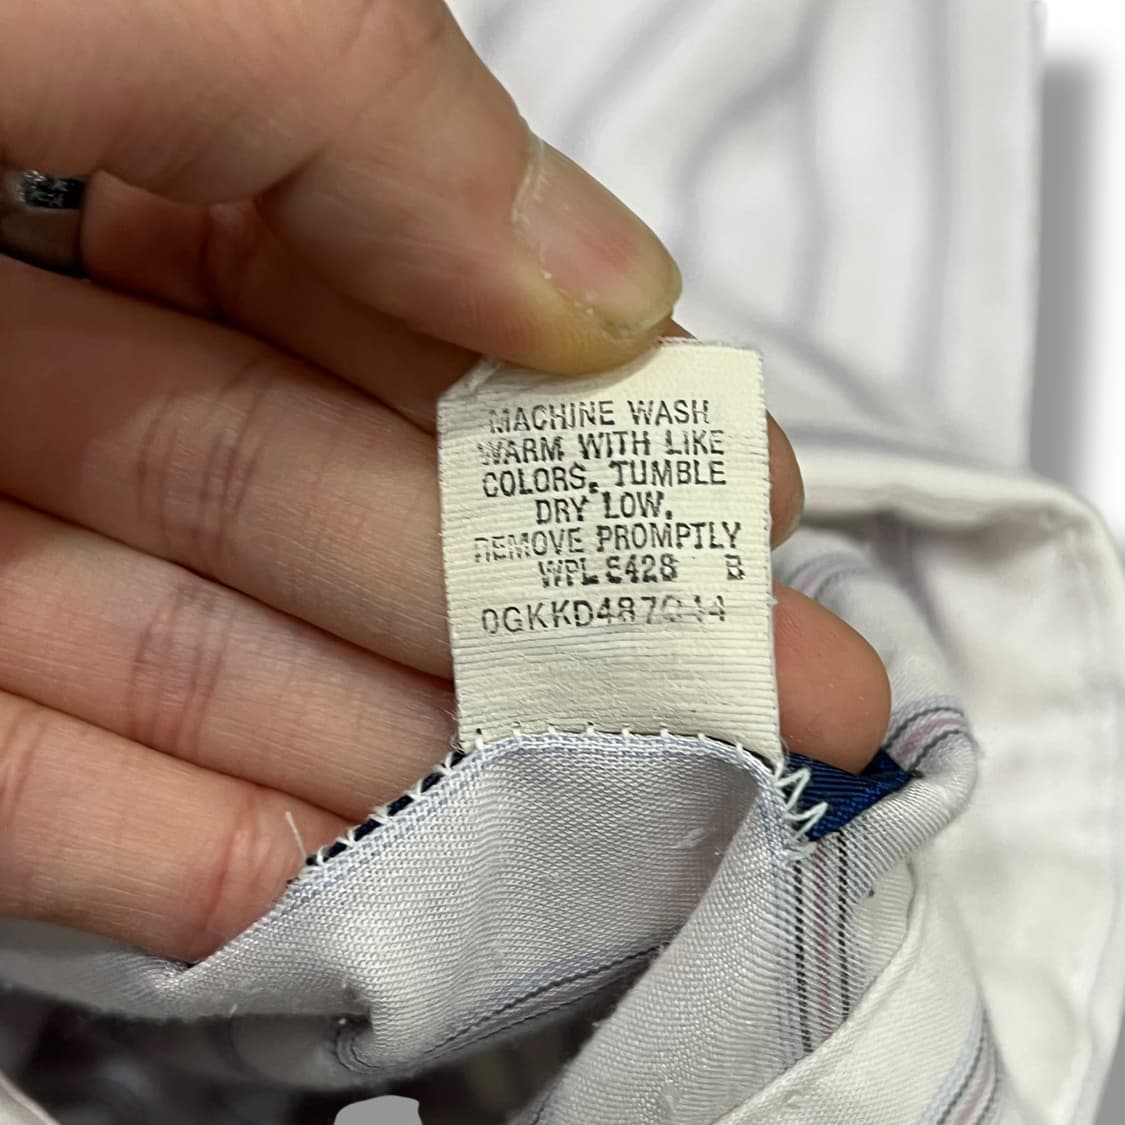 MACHINE WASH
WARM WITH LIKE
COLORS. TUMBLE
DRY LOW.
REMOVE PROMPTLY
WPL 5428 B